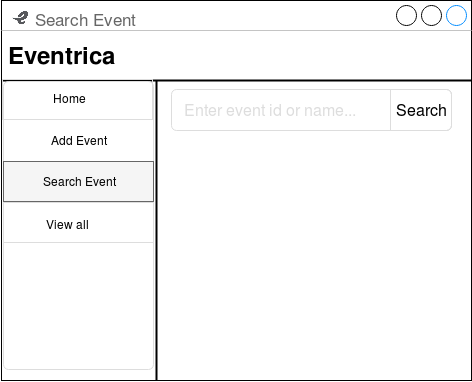 Search Event
Eventrica
Home
Add Event
Search Event
View all
Enter event id or name...
Search